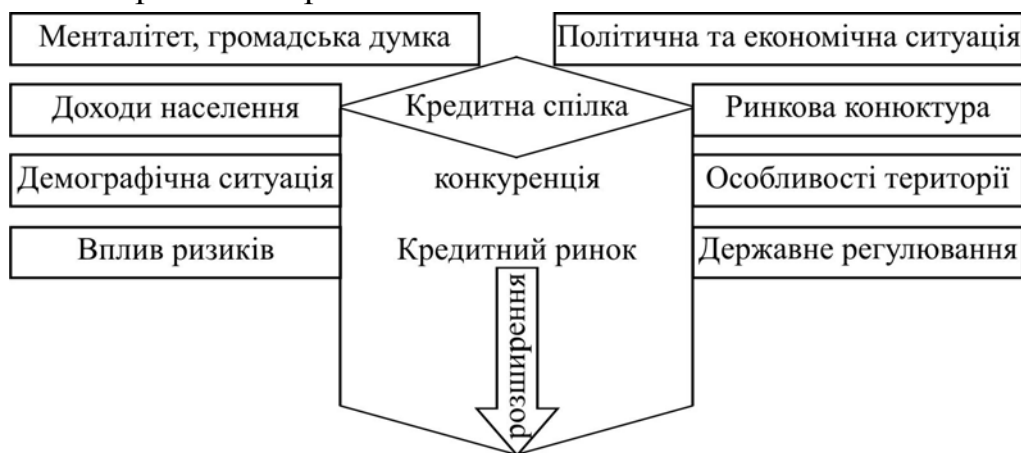 Менталітет, громадська думка
Політична та економічна ситуація
Доходи населення
Кредитна спілка
Ринкова конюктура
Демографічна ситуація
конкуренція
Особливості території
Вплив ризиків
Кредитний ринок
Державне регулювання
розширення